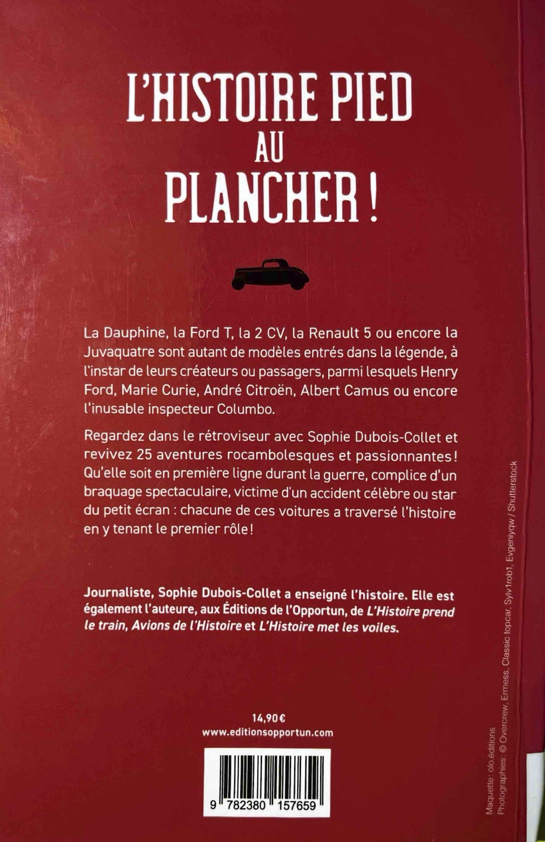 L'HISTOIRE PIED
AU
PLANCHER !
La Dauphine, la Ford T, la 2 CV, la Renault 5 ou encore la
Juvaquatre sont autant de modèles entrés dans la légende, à
l'instar de leurs créateurs ou passagers, parmi lesquels Henry
Ford, Marie Curie, André Citroën, Albert Camus ou encore
l'inusable inspecteur Columbo.
Regardez dans le rétroviseur avec Sophie Dubois-Collet et
revivez 25 aventures rocambolesques et passionnantes !
Qu'elle soit en première ligne durant la guerre, complice d'un
braquage spectaculaire, victime d'un accident célèbre ou star
du petit écran : chacune de ces voitures a traversé l'histoire
en y tenant le premier rôle !
Journaliste, Sophie Dubois-Collet a enseigné l'histoire. Elle est
également l'auteure, aux Éditions de l'Opportun, de L'Histoire prend
le train, Avions de l'Histoire et L'Histoire met les voiles.
14,90 €
www.editionsopportun.com
9 782380 157659
Maquette : olo.éditions
Photographies : © Overcrew, Ermess, Classic topcar, Sylv1rob1, Evgeniyqw / Shutterstock